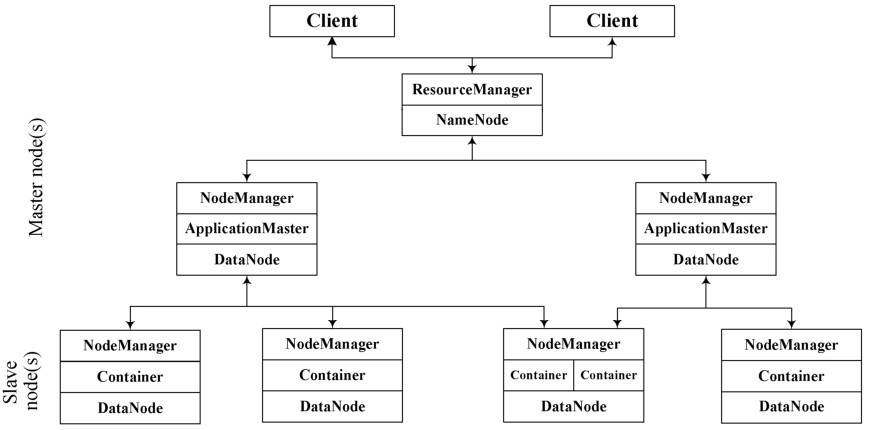 Client
Client
ResourceManager
NameNode
Master node(s)
NodeManager
ApplicationMaster
DataNode
NodeManager
ApplicationMaster
DataNode
Slave
node(s)
NodeManager
Container
DataNode
NodeManager
Container
DataNode
NodeManager
Container
Container
DataNode
NodeManager
Container
DataNode